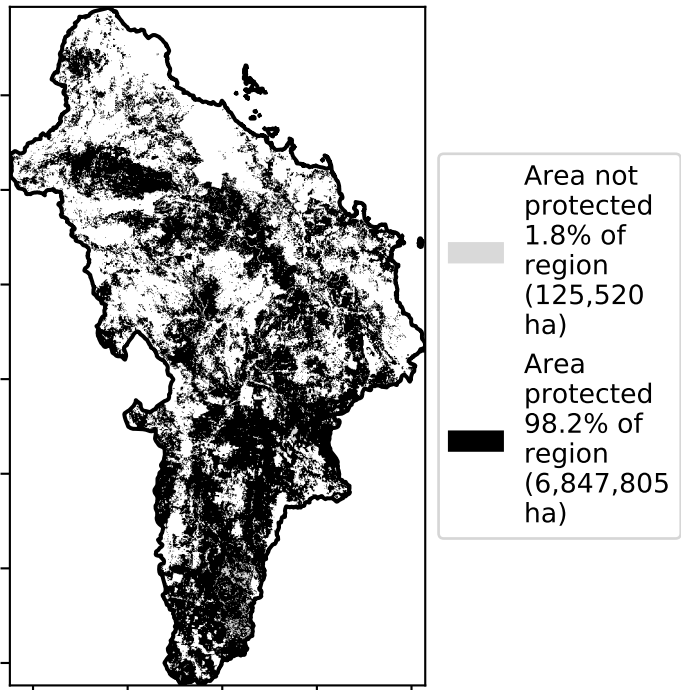 Area not
protected
1.8% of
region
(125,520
ha)
Area
protected
98.2% of
region
(6,847,805
ha)